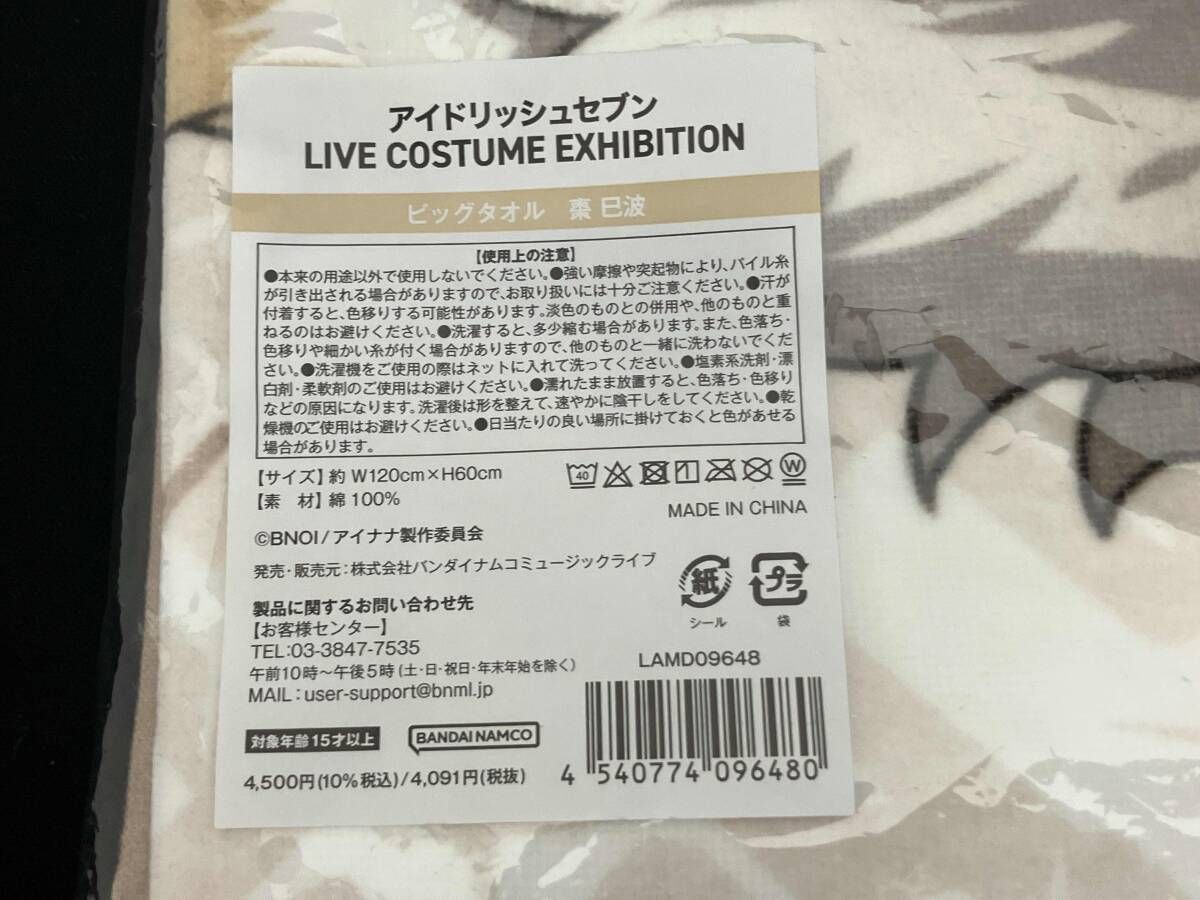 アイドリッシュセブン
LIVE COSTUME EXHIBITION
ビッグタオル 棗 巳波
【使用上の注意】
●本来の用途以外で使用しないでください。●強い摩擦や突起物により、パイル糸
が引き出される場合がありますので、お取り扱いには十分ご注意ください。●汗が
付着すると、色移りする可能性があります。淡色のものとの併用や、他のものと重
ねるのはお避けください。●洗濯すると、多少縮む場合があります。また、色落ち・
色移りや細かい糸が付く場合がありますので、他のものと一緒に洗わないでくだ
さい。●洗濯機をご使用の際はネットに入れて洗ってください。●塩素系洗剤・漂
白剤・柔軟剤のご使用はお避けください。●濡れたまま放置すると、色落ち・色移り
などの原因になります。洗濯後は形を整えて、速やかに陰干しをしてください。●乾
燥機のご使用はお避けください。●日当たりの良い場所に掛けておくと色があせる
場合があります。
【サイズ】約 W120cm×H60cm
【素 材】綿 100%
40 W
MADE IN CHINA
©BNOI/アイナナ製作委員会
発売・販売元:株式会社バンダイナムコミュージックライブ
紙 プラ
シール 袋
製品に関するお問い合わせ先
【お客様センター】
TEL:03-3847-7535
午前10時~午後5時(土・日・祝日・年末年始を除く)
MAIL:user-support@bnml.jp
LAMD09648
対象年齢15才以上 BANDAI NAMCO
4,500円(10%税込)/4,091円(税抜)
4 540774 096480